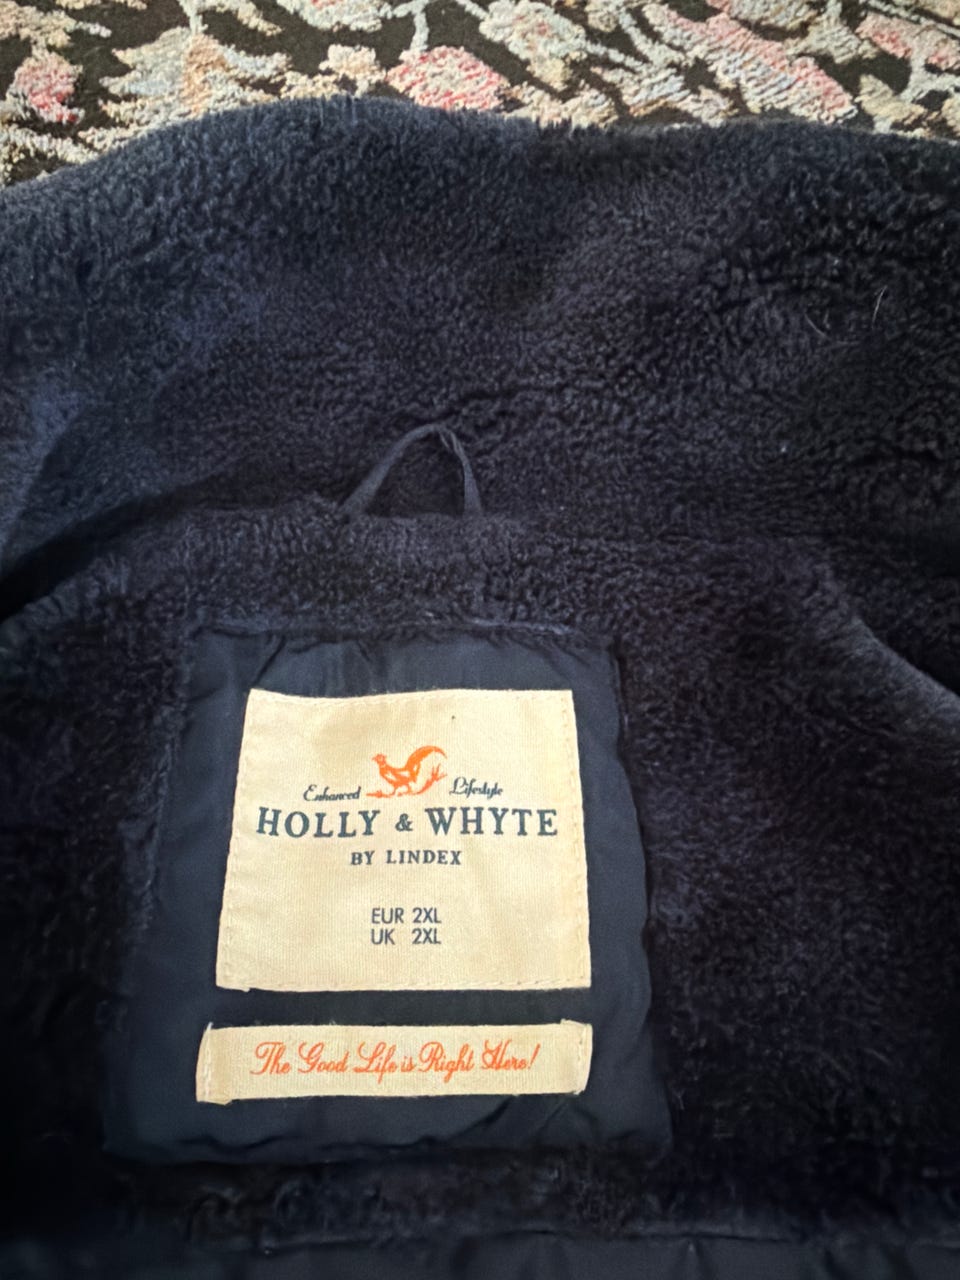 Enhanced Lifestyle
HOLLY & WHYTE
BY LINDEX
EUR 2XL
UK 2XL
The Good Life is Right Here!